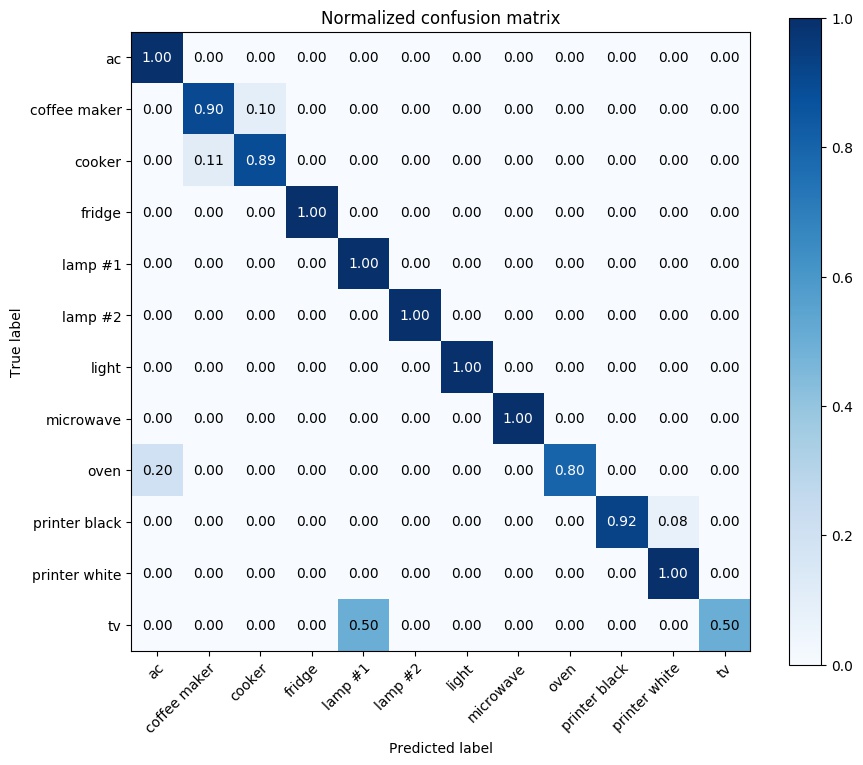 Normalized confusion matrix
ac 1.00 0.00 0.00 0.00 0.00 0.00 0.00 0.00 0.00 0.00 0.00 0.00
coffee maker 0.00 0.90 0.10 0.00 0.00 0.00 0.00 0.00 0.00 0.00 0.00 0.00
cooker 0.00 0.11 0.89 0.00 0.00 0.00 0.00 0.00 0.00 0.00 0.00 0.00
fridge 0.00 0.00 0.00 1.00 0.00 0.00 0.00 0.00 0.00 0.00 0.00 0.00
lamp #1 0.00 0.00 0.00 0.00 1.00 0.00 0.00 0.00 0.00 0.00 0.00 0.00
lamp #2 0.00 0.00 0.00 0.00 0.00 1.00 0.00 0.00 0.00 0.00 0.00 0.00
light 0.00 0.00 0.00 0.00 0.00 0.00 1.00 0.00 0.00 0.00 0.00 0.00
microwave 0.00 0.00 0.00 0.00 0.00 0.00 0.00 1.00 0.00 0.00 0.00 0.00
oven 0.20 0.00 0.00 0.00 0.00 0.00 0.00 0.00 0.80 0.00 0.00 0.00
printer black 0.00 0.00 0.00 0.00 0.00 0.00 0.00 0.00 0.00 0.92 0.08 0.00
printer white 0.00 0.00 0.00 0.00 0.00 0.00 0.00 0.00 0.00 0.00 1.00 0.00
tv 0.00 0.00 0.00 0.00 0.50 0.00 0.00 0.00 0.00 0.00 0.00 0.50
True label
ac coffee maker cooker fridge lamp #1 lamp #2 light microwave oven printer black printer white tv
Predicted label
1.0
0.8
0.6
0.4
0.2
0.0